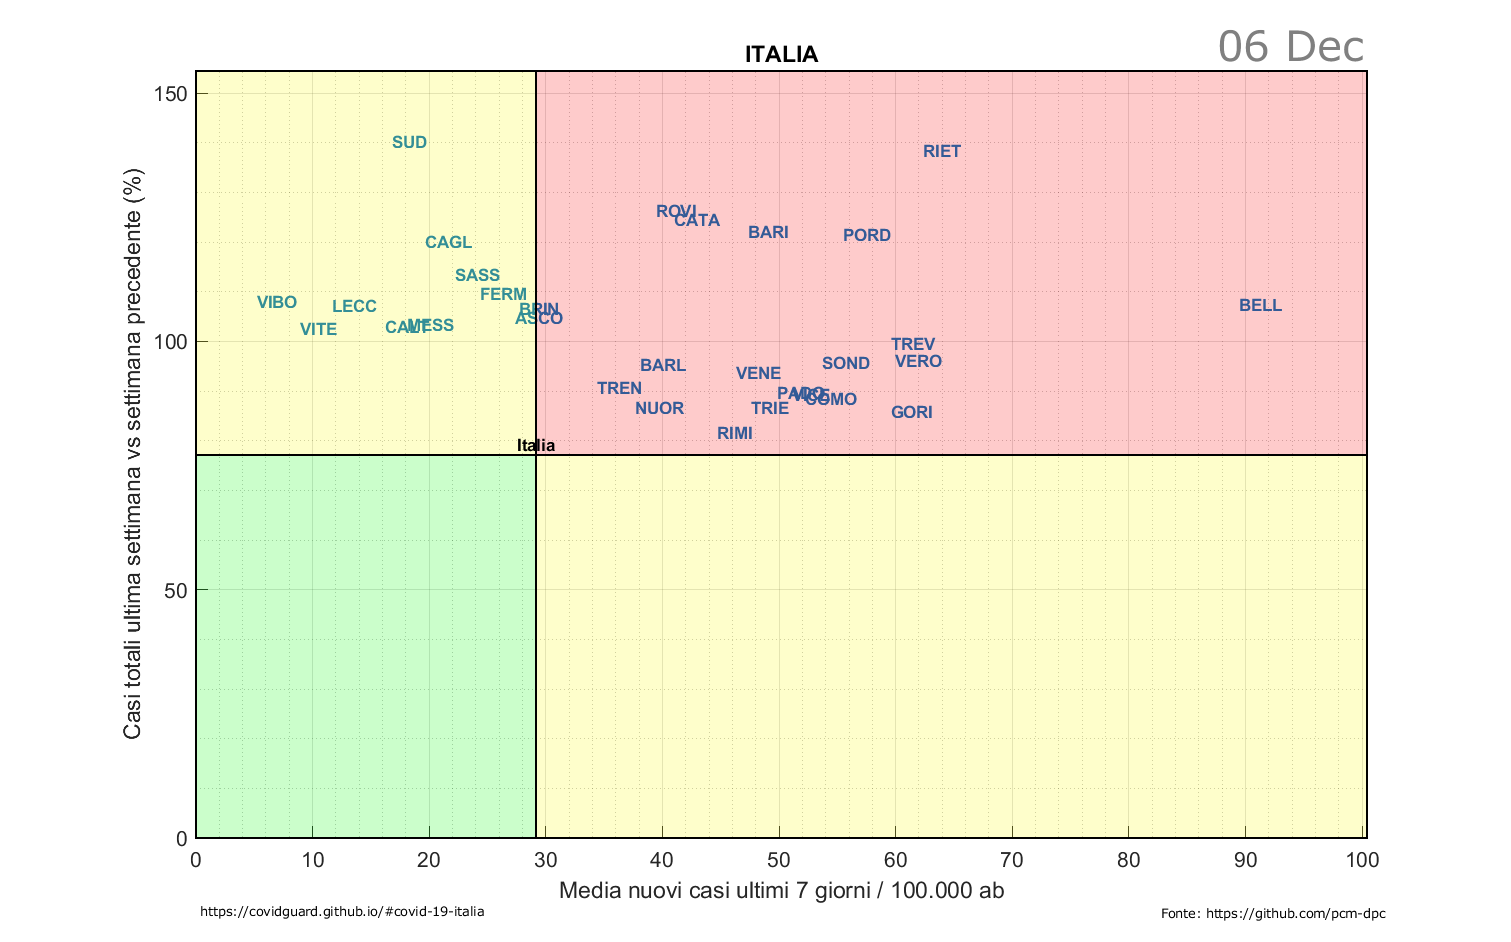 06 Dec
ITALIA
150
SUD
RIET
ROVI
CATA
BARI
PORD
CAGL
SASS
FERM
VIBO
LECC
BRIN
BELL
ASCO
VITE
CALT
MESS
100
TREV
BARL
SOND
VERO
VENE
TREN
PADO
VICE
COMO
NUOR
TRIE
GORI
RIMI
Italia
50
0
Casi totali ultima settimana vs settimana precedente (%)
0 10 20 30 40 50 60 70 80 90 100
Media nuovi casi ultimi 7 giorni / 100.000 ab
https://covidguard.github.io/#covid-19-italia
Fonte: https://github.com/pcm-dpc